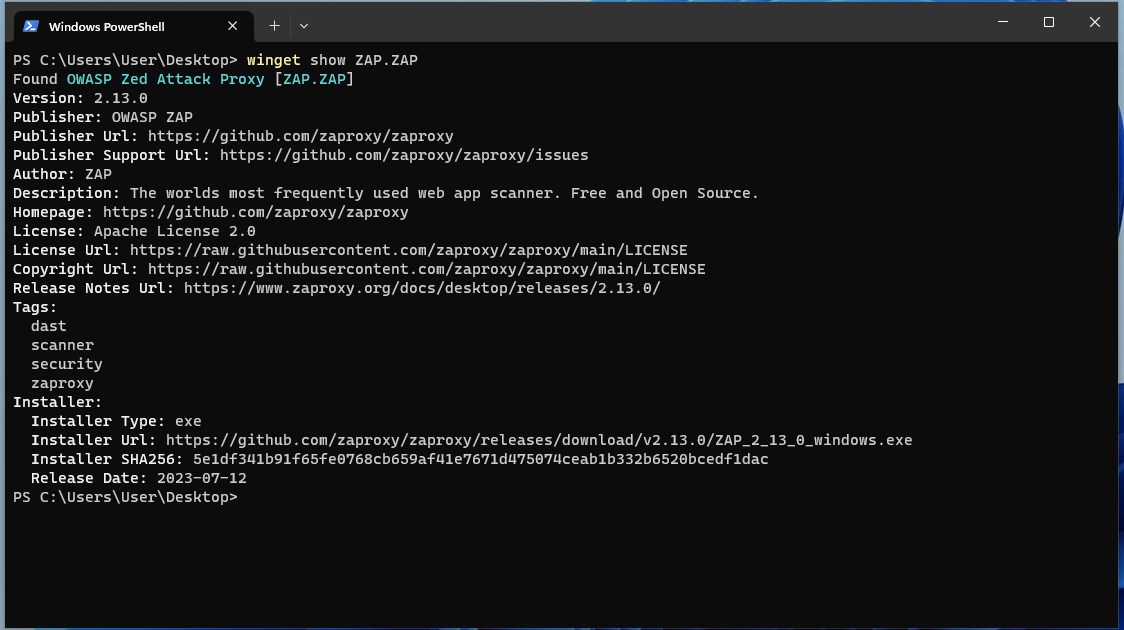 Windows PowerShell
PS C:\Users\User\Desktop> winget show ZAP.ZAP
Found OWASP Zed Attack Proxy [ZAP.ZAP]
Version: 2.13.0
Publisher: OWASP ZAP
Publisher Url: https://github.com/zaproxy/zaproxy
Publisher Support Url: https://github.com/zaproxy/zaproxy/issues
Author: ZAP
Description: The worlds most frequently used web app scanner. Free and Open Source.
Homepage: https://github.com/zaproxy/zaproxy
License: Apache License 2.0
License Url: https://raw.githubusercontent.com/zaproxy/zaproxy/main/LICENSE
Copyright Url: https://raw.githubusercontent.com/zaproxy/zaproxy/main/LICENSE
Release Notes Url: https://www.zaproxy.org/docs/desktop/releases/2.13.0/
Tags:
  dast
  scanner
  security
  zaproxy
Installer:
  Installer Type: exe
  Installer Url: https://github.com/zaproxy/zaproxy/releases/download/v2.13.0/ZAP_2_13_0_windows.exe
  Installer SHA256: 5e1df341b91f65fe0768cb659af41e7671d475074ceab1b332b6520bcedf1dac
  Release Date: 2023-07-12
PS C:\Users\User\Desktop>